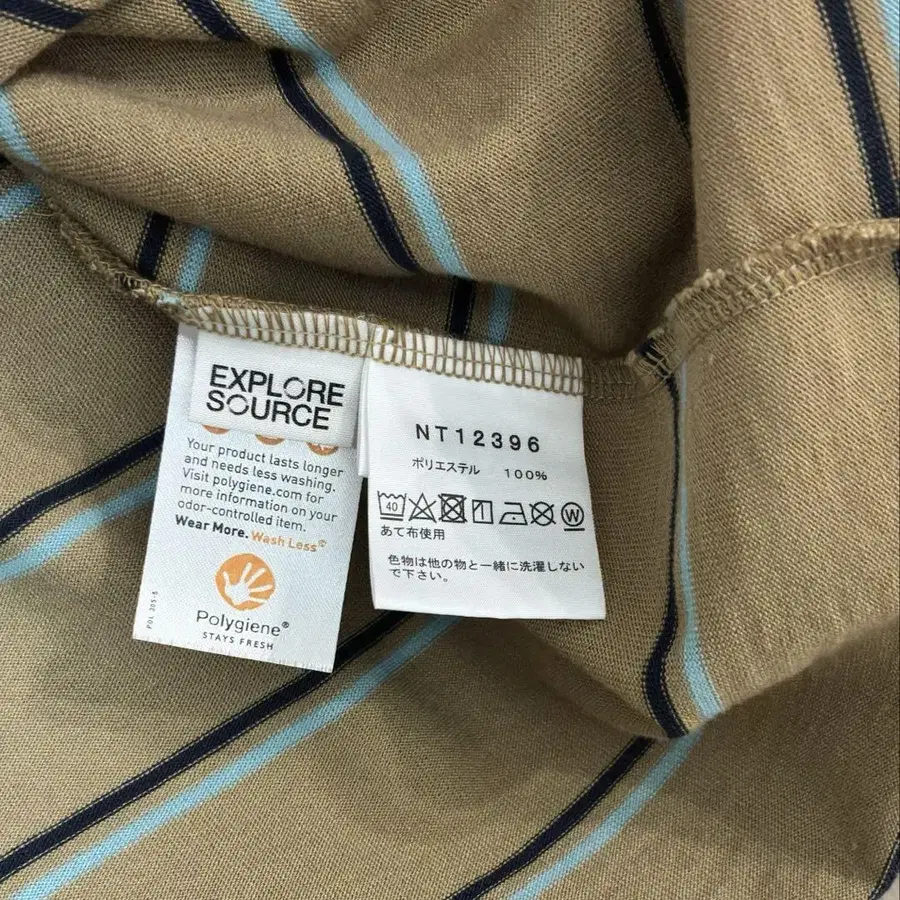 EXPLORE
SOURCE
Your product lasts longer
and needs less washing.
Visit polygiene.com for
more information on your
odor-controlled item.
Wear More. Wash Less©
Polygiene®
STAYS FRESH
POL 205-5
NT12396
ポリエステル 100%
40
W
あて布使用
色物は他の物と一緒に洗濯しない
で下さい。